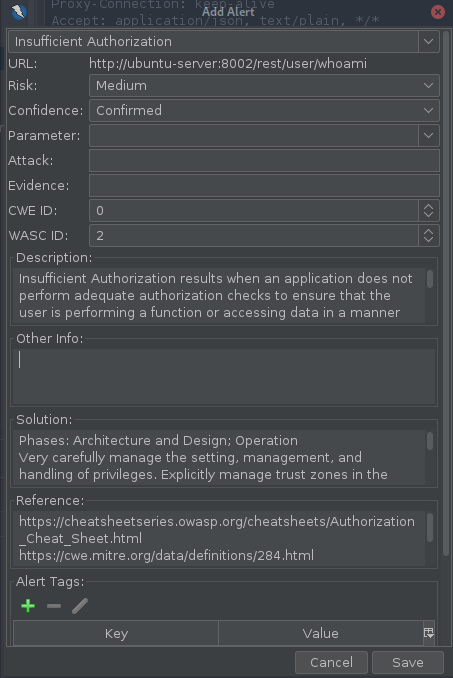 Proxy-Connection: keep-alive
Add Alert
Accept: application/json, text/plain, */*
Insufficient Authorization
URL: http://ubuntu-server:8002/rest/user/whoami
Risk: Medium
Confidence: Confirmed
Parameter:
Attack:
Evidence:
CWE ID: 0
WASC ID: 2
Description:
Insufficient Authorization results when an application does not
perform adequate authorization checks to ensure that the
user is performing a function or accessing data in a manner
Other Info:
Solution:
Phases: Architecture and Design; Operation
Very carefully manage the setting, management, and
handling of privileges. Explicitly manage trust zones in the
Reference:
https://cheatsheetseries.owasp.org/cheatsheets/Authorization
_Cheat_Sheet.html
https://cwe.mitre.org/data/definitions/284.html
Alert Tags:
Key Value
Cancel Save